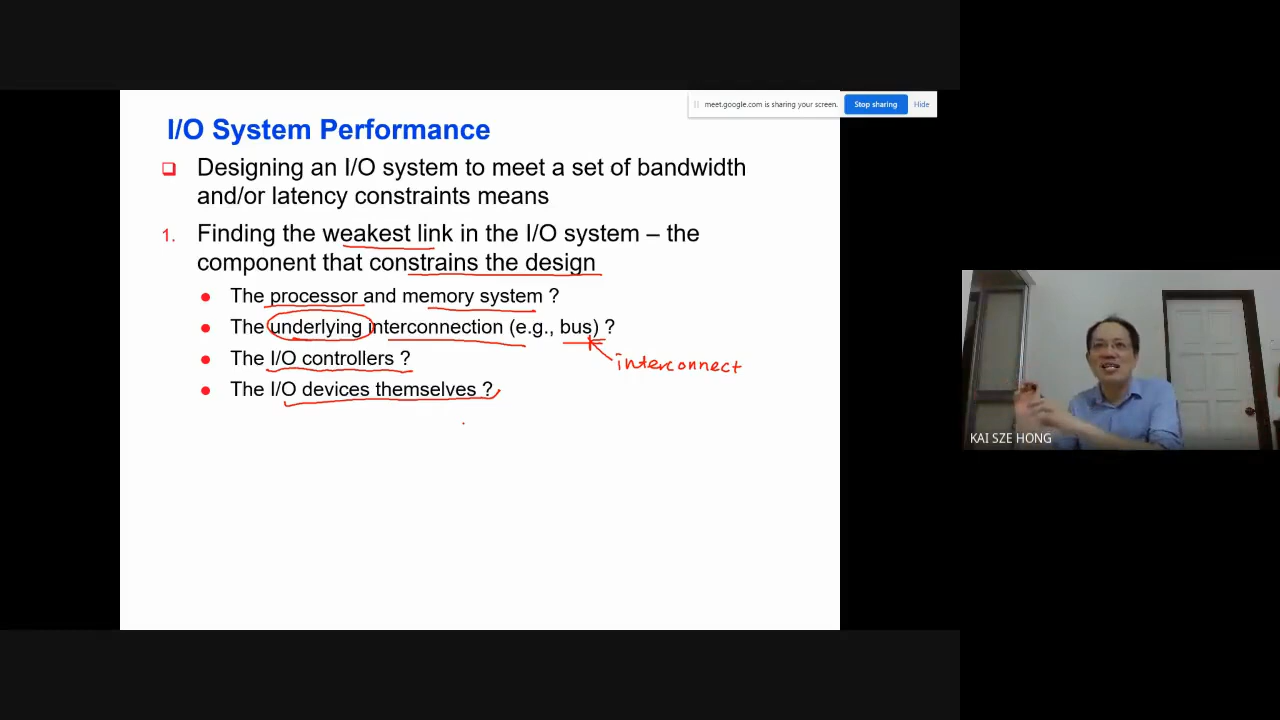 meet.google.com is sharing your screen. Stop sharing Hide
I/O System Performance
Designing an I/O system to meet a set of bandwidth
and/or latency constraints means
1. Finding the weakest link in the I/O system – the
component that constrains the design
The processor and memory system ?
The underlying interconnection (e.g., bus) ?
The I/O controllers ?
interconnect
The I/O devices themselves ?
KAI SZE HONG